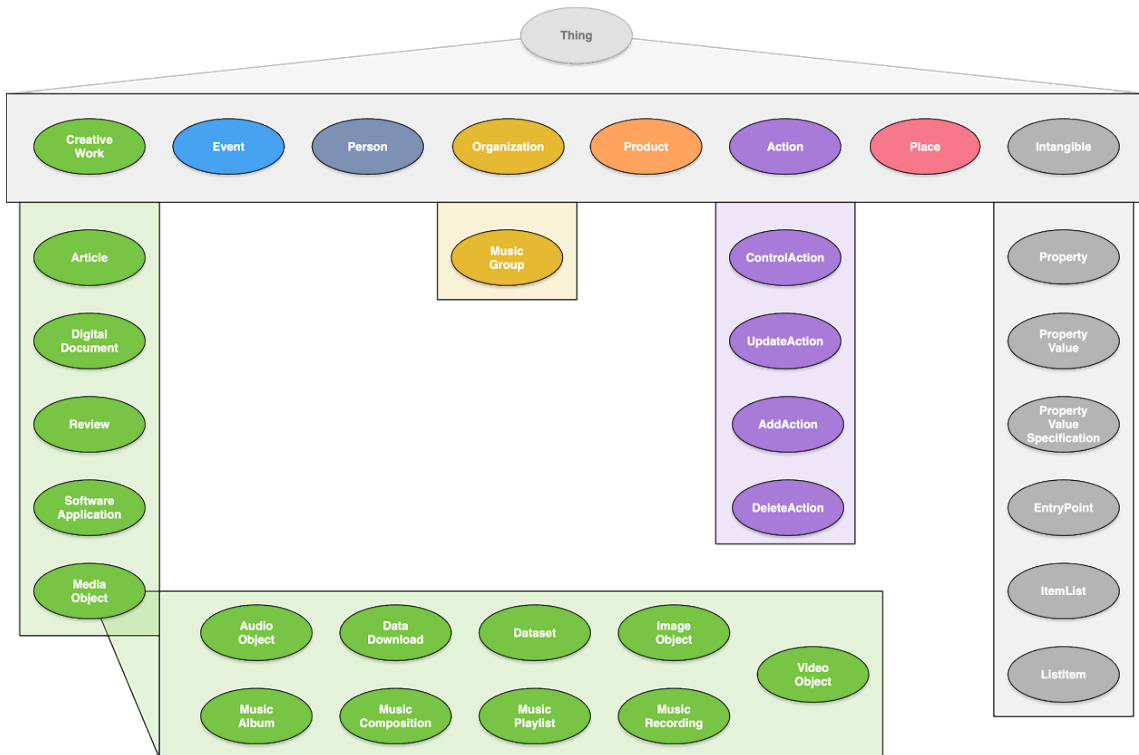 Thing
Creative
Work
Event
Person
Organization
Product
Action
Place
Intangible
Article
Digital
Document
Review
Software
Application
Media
Object
Music
Group
ControlAction
UpdateAction
AddAction
DeleteAction
Property
Property
Value
Property
Value
Specification
EntryPoint
ItemList
ListItem
Audio
Object
Data
Download
Dataset
Image
Object
Video
Object
Music
Album
Music
Composition
Music
Playlist
Music
Recording